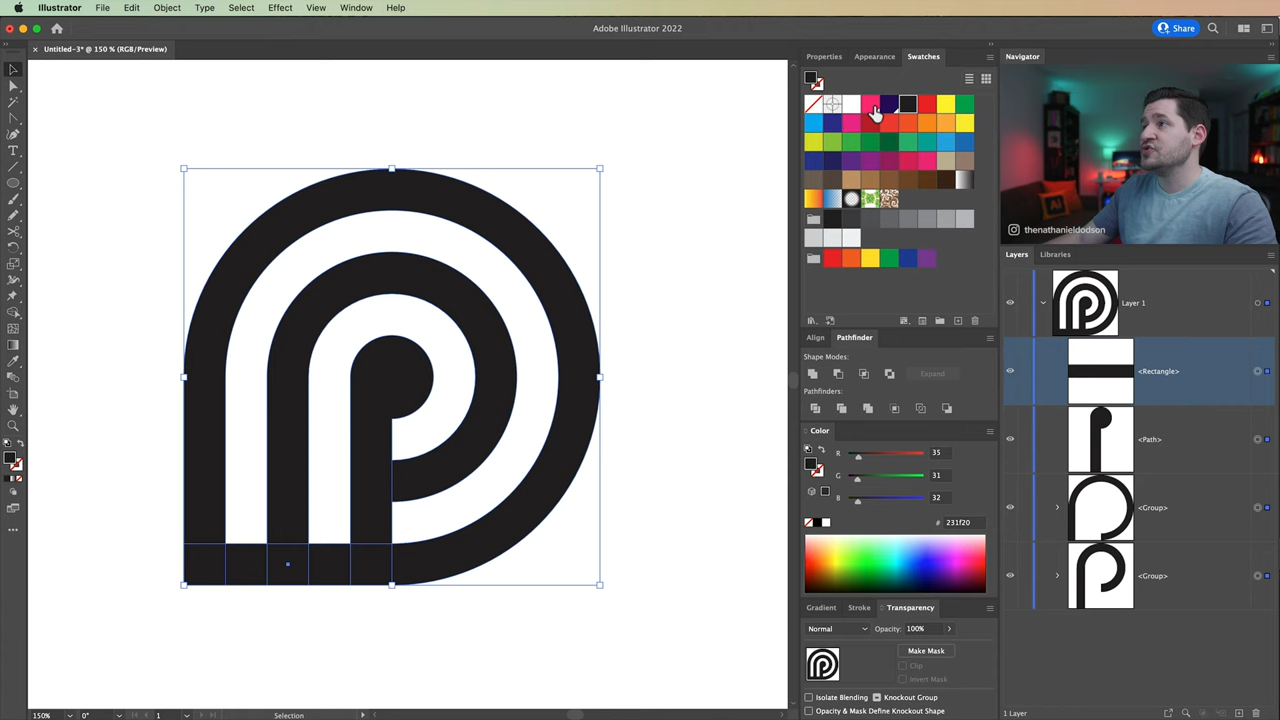 Illustrator File Edit Object Type Select Effect View Window Help
Adobe Illustrator 2022
Share
Untitled-3* @ 150 % (RGB/Preview)
Properties Appearance Swatches
Navigator
thenathanieldodson
Layers Libraries
Layer 1
<Rectangle>
<Path>
<Group>
<Group>
Align Pathfinder
Shape Modes:
Expand
Pathfinders:
Color
R 35
G 31
B 32
# 231f20
Gradient Stroke Transparency
Normal Opacity: 100%
Make Mask
Clip
Invert Mask
Isolate Blending Knockout Group
Opacity & Mask Define Knockout Shape
150% 0° 1 Selection
1 Layer